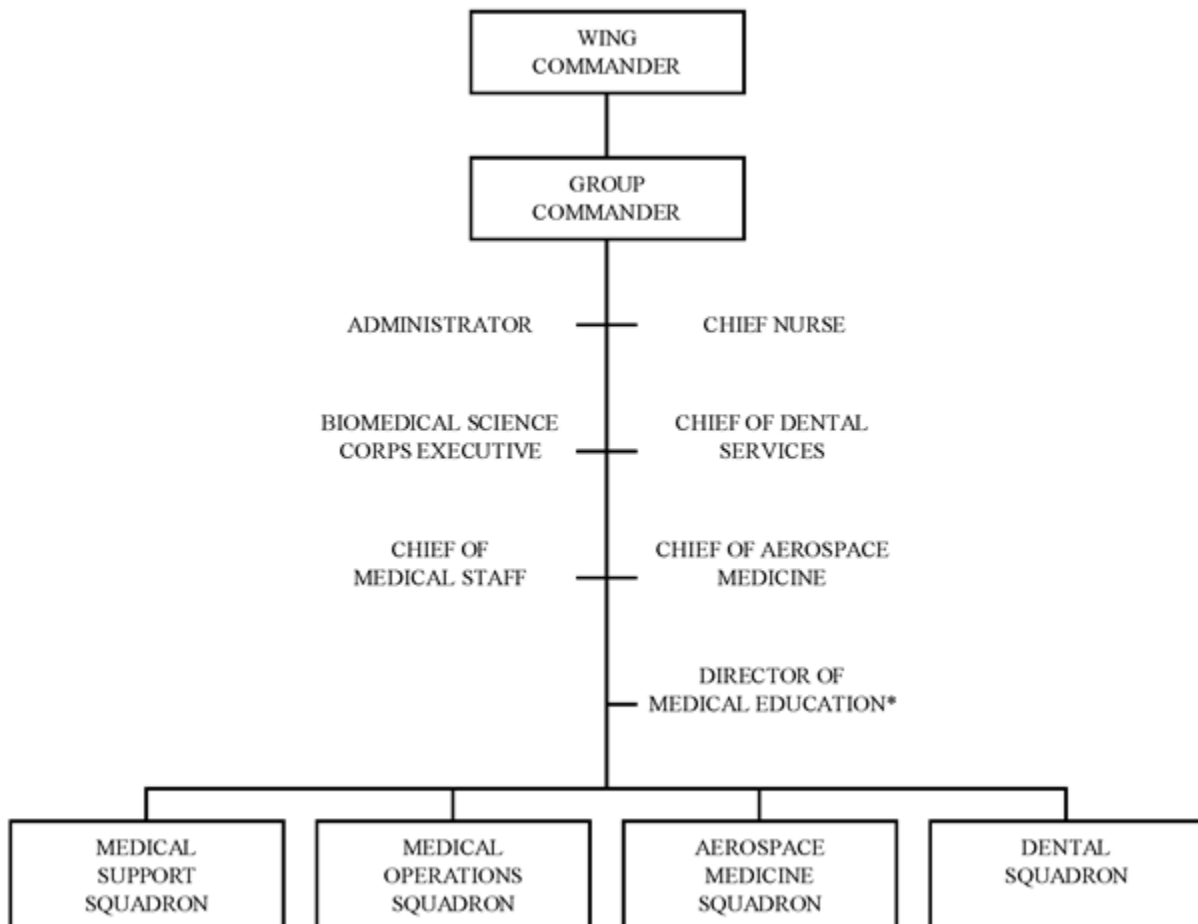 WING
COMMANDER
GROUP
COMMANDER
ADMINISTRATOR
CHIEF NURSE
BIOMEDICAL SCIENCE
CORPS EXECUTIVE
CHIEF OF DENTAL
SERVICES
CHIEF OF
MEDICAL STAFF
CHIEF OF AEROSPACE
MEDICINE
DIRECTOR OF
MEDICAL EDUCATION*
MEDICAL
SUPPORT
SQUADRON
MEDICAL
OPERATIONS
SQUADRON
AEROSPACE
MEDICINE
SQUADRON
DENTAL
SQUADRON